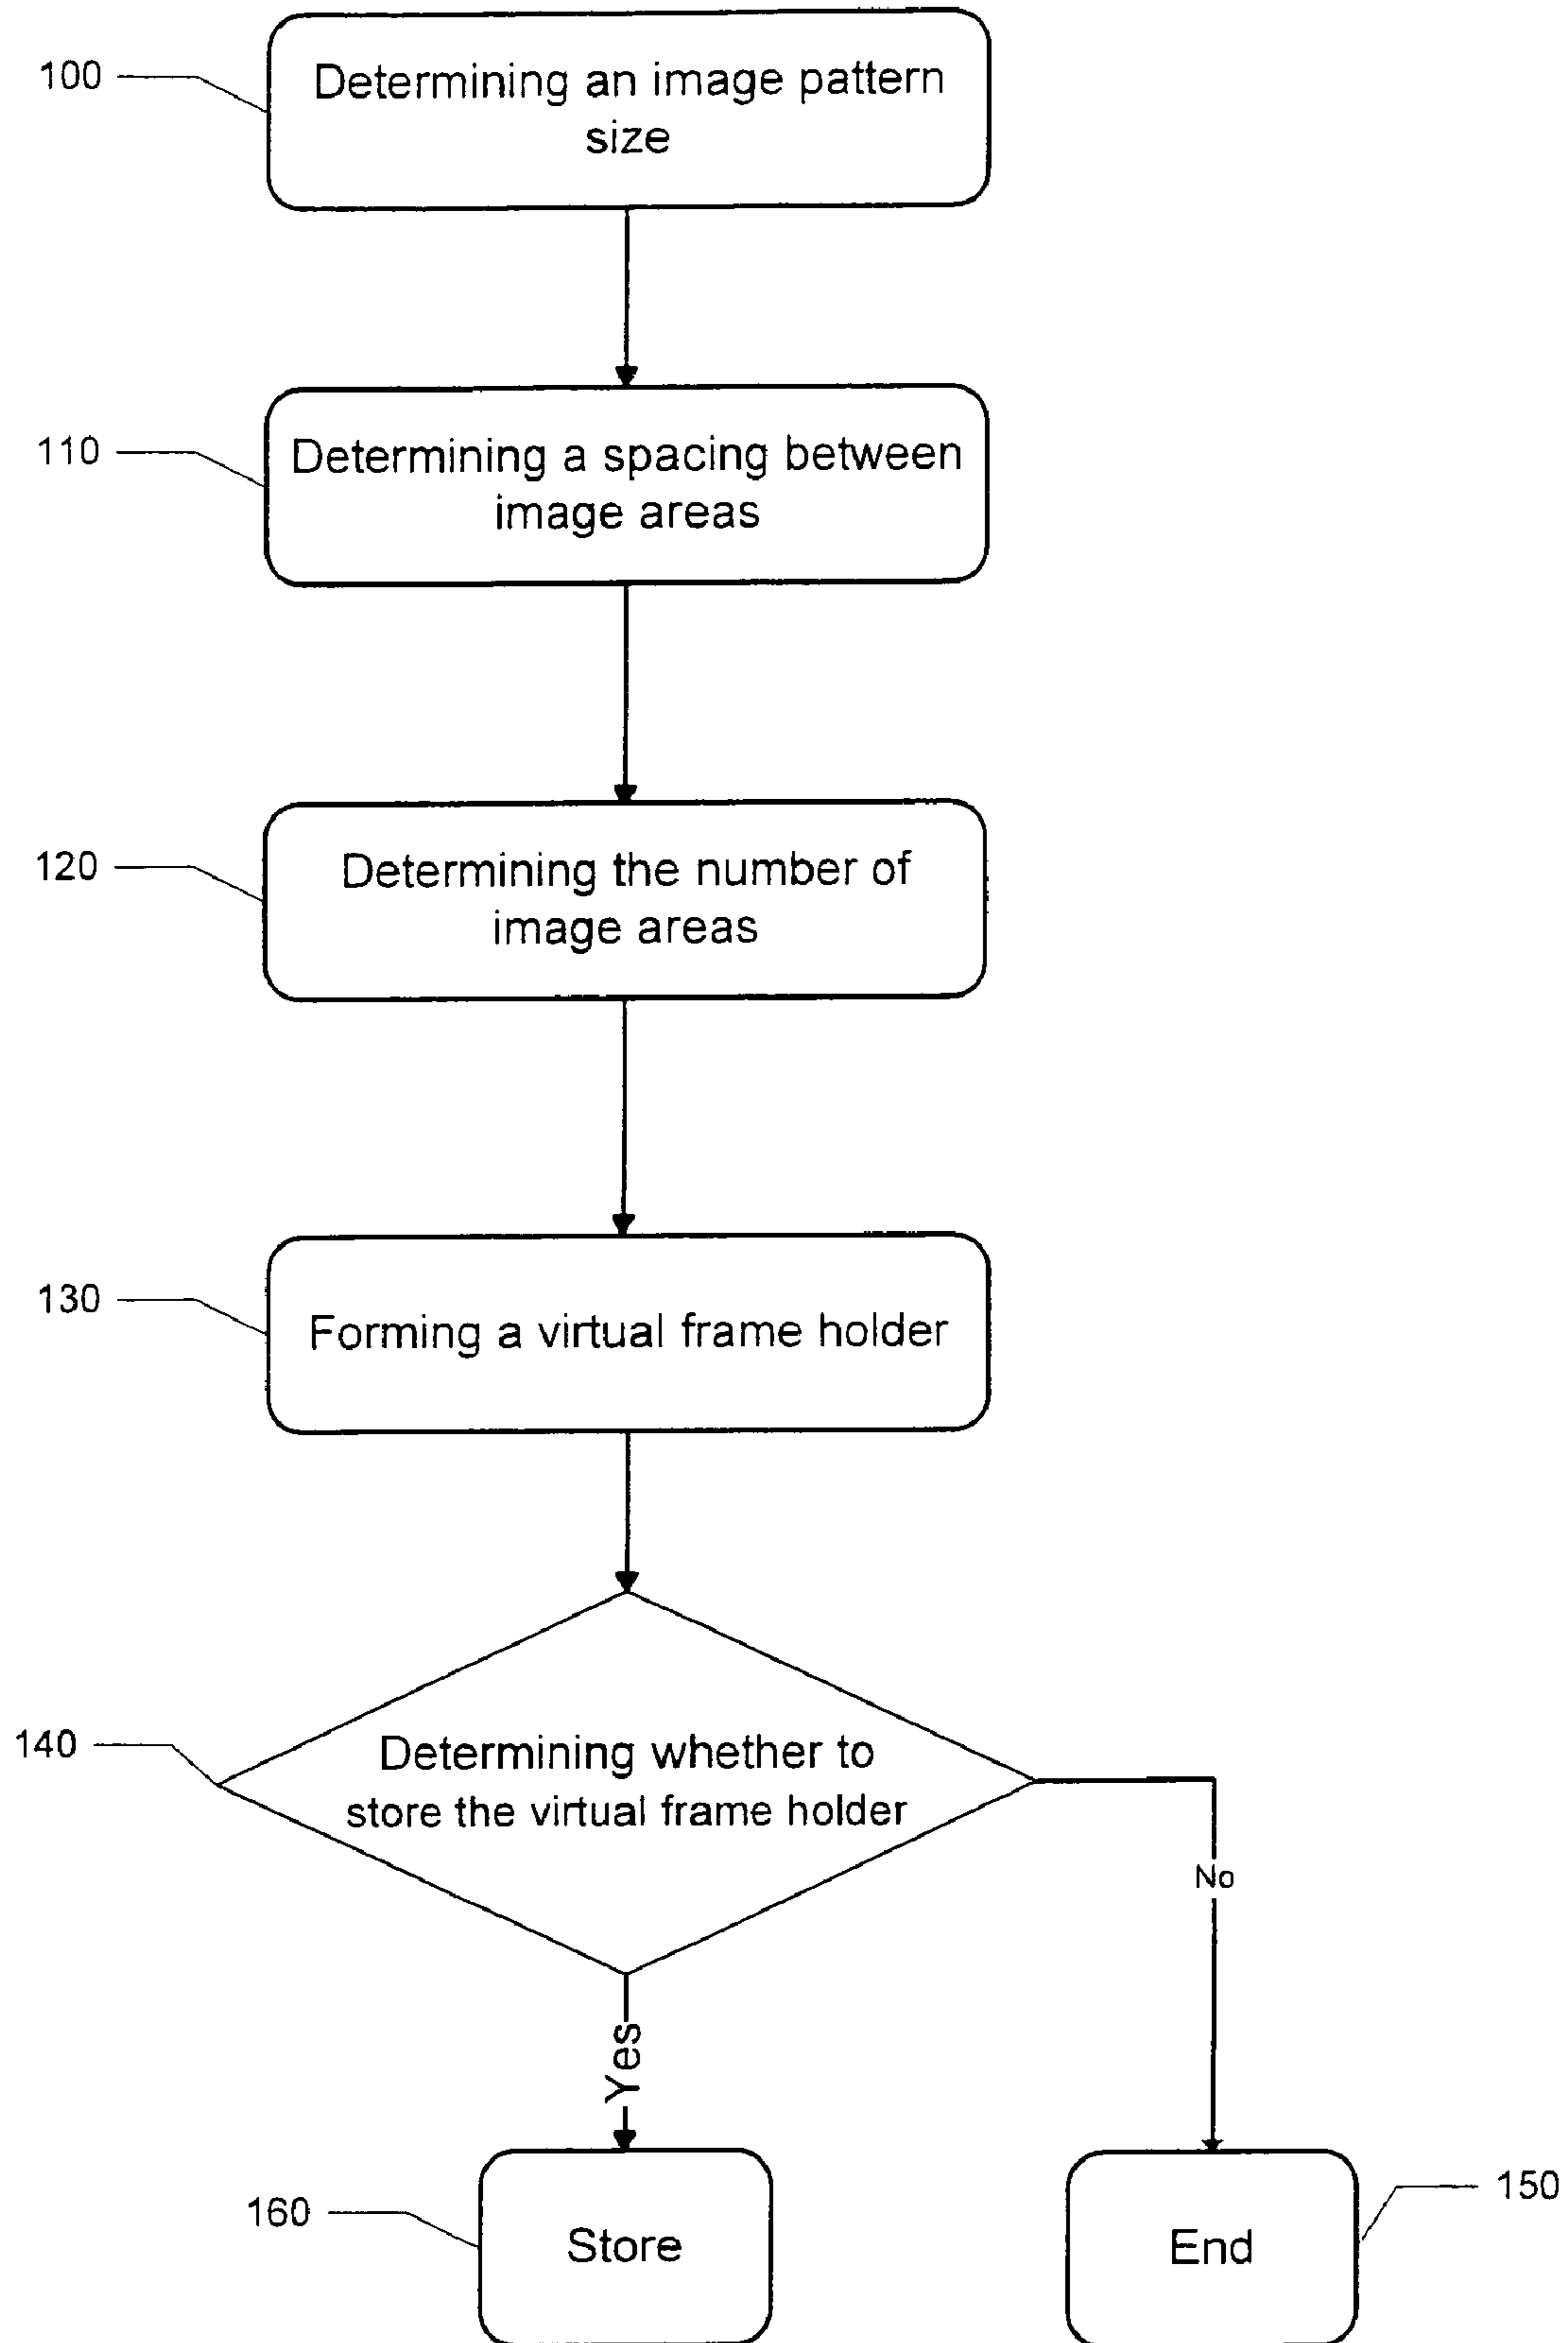 100
Determining an image pattern
size
110
Determining a spacing between
image areas
120
Determining the number of
image areas
130
Forming a virtual frame holder
140
Determining whether to
store the virtual frame holder
No
Yes
160
Store
End
150